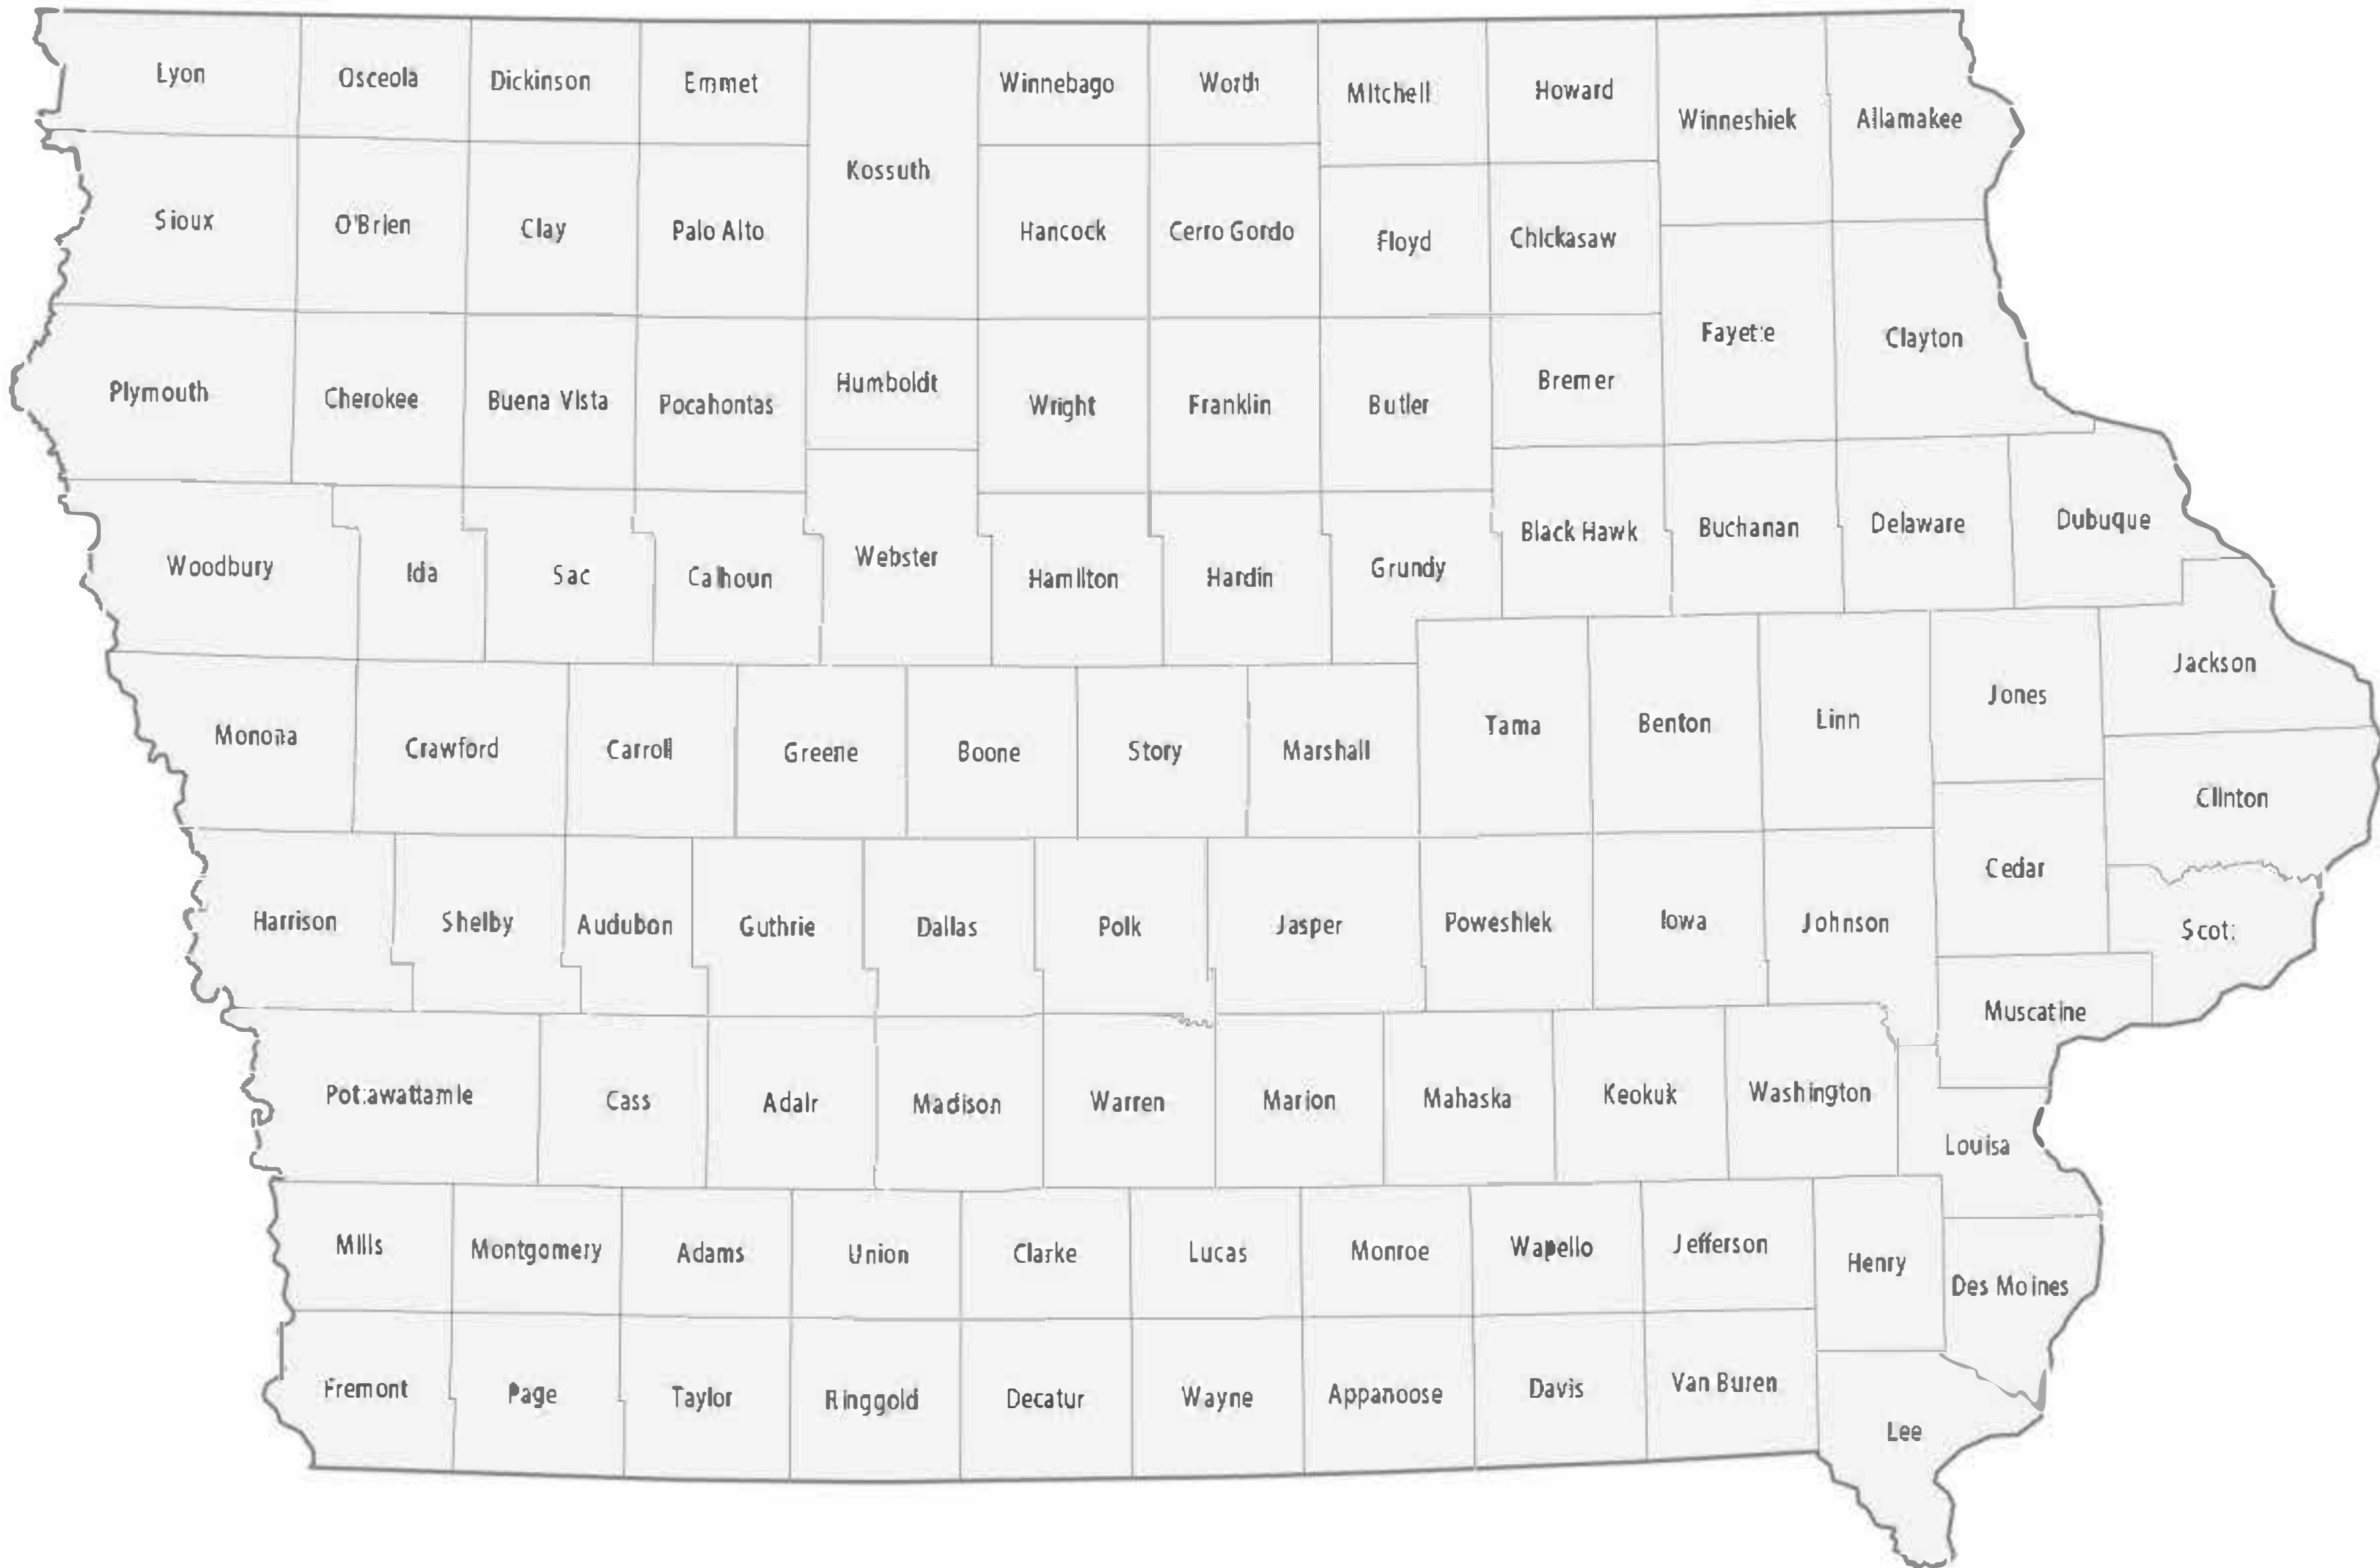 Lyon
Osceola
Dickinson
Emmet
Kossuth
Winnebago
Worth
Mitchell
Howard
Winneshiek
Allamakee
Sioux
O'Brien
Clay
Palo Alto
Hancock
Cerro Gordo
Floyd
Chickasaw
Fayette
Clayton
Plymouth
Cherokee
Buena Vista
Pocahontas
Humboldt
Wright
Franklin
Butler
Bremer
Woodbury
Ida
Sac
Calhoun
Webster
Hamilton
Hardin
Grundy
Black Hawk
Buchanan
Delaware
Dubuque
Monona
Crawford
Carroll
Greene
Boone
Story
Marshall
Tama
Benton
Linn
Jones
Jackson
Clinton
Cedar
Harrison
Shelby
Audubon
Guthrie
Dallas
Polk
Jasper
Poweshiek
Iowa
Johnson
Scott
Muscatine
Pottawattamie
Cass
Adair
Madison
Warren
Marion
Mahaska
Keokuk
Washington
Louisa
Mills
Montgomery
Adams
Union
Clarke
Lucas
Monroe
Wapello
Jefferson
Henry
Des Moines
Fremont
Page
Taylor
Ringgold
Decatur
Wayne
Appanoose
Davis
Van Buren
Lee